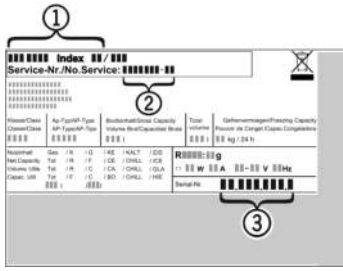 1
Index /
Service-Nr./No.Service: -
2
Klasse/Class Ap-Typ/AP-Type Bruttoinhalt/Gross Capacity Total Gefriervermögen/Freezing Capacity
Classe/Clase AP-Type/AP-Tipo Volume Brut/Capacidad Bruto volume Pouvoir de Congel./Capac.Congeladora
kg / 24 h
Nutzinhalt Ges / K / G / KE / KALT / EIS
Net.Capacity Tot / R / F / CE / CHILL / ICE
Volume Utile Tot / R / C / CA / CHILL / GLA
Capac. Util Tot / F / C / BO / CHILL / HIE
R : g
W A - V Hz
Serial-Nr.
3